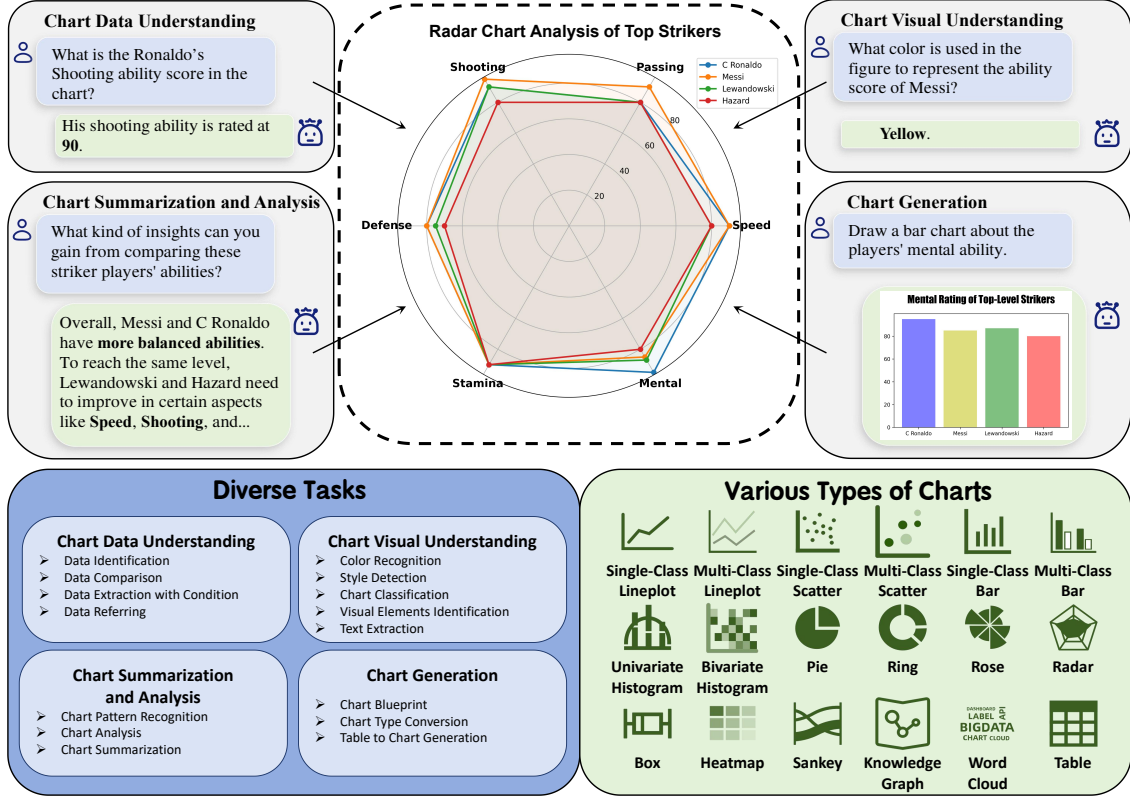 Chart Data Understanding
What is the Ronaldo's
Shooting ability score in the
chart?
His shooting ability is rated at
90.
Chart Summarization and Analysis
What kind of insights can you
gain from comparing these
striker players' abilities?
Overall, Messi and C Ronaldo
have more balanced abilities.
To reach the same level,
Lewandowski and Hazard need
to improve in certain aspects
like Speed, Shooting, and...
Radar Chart Analysis of Top Strikers
Shooting
Passing
C Ronaldo
Messi
Lewandowski
Hazard
80
60
40
20
Defense
Speed
Stamina
Mental
Chart Visual Understanding
What color is used in the
figure to represent the ability
score of Messi?
Yellow.
Chart Generation
Draw a bar chart about the
players' mental ability.
Mental Rating of Top-Level Strikers
80
60
40
20
0
C Ronaldo
Messi
Lewandowski
Hazard
Diverse Tasks
Chart Data Understanding
➢ Data Identification
➢ Data Comparison
➢ Data Extraction with Condition
➢ Data Referring
Chart Visual Understanding
➢ Color Recognition
➢ Style Detection
➢ Chart Classification
➢ Visual Elements Identification
➢ Text Extraction
Chart Summarization
and Analysis
➢ Chart Pattern Recognition
➢ Chart Analysis
➢ Chart Summarization
Chart Generation
➢ Chart Blueprint
➢ Chart Type Conversion
➢ Table to Chart Generation
Various Types of Charts
Single-Class
Lineplot
Multi-Class
Lineplot
Single-Class
Scatter
Multi-Class
Scatter
Single-Class
Bar
Multi-Class
Bar
Univariate
Histogram
Bivariate
Histogram
Pie
Ring
Rose
Radar
Box
Heatmap
Sankey
Knowledge
Graph
DASHBOARD
LABEL
API
BIGDATA
CHART CLOUD
Word
Cloud
Table